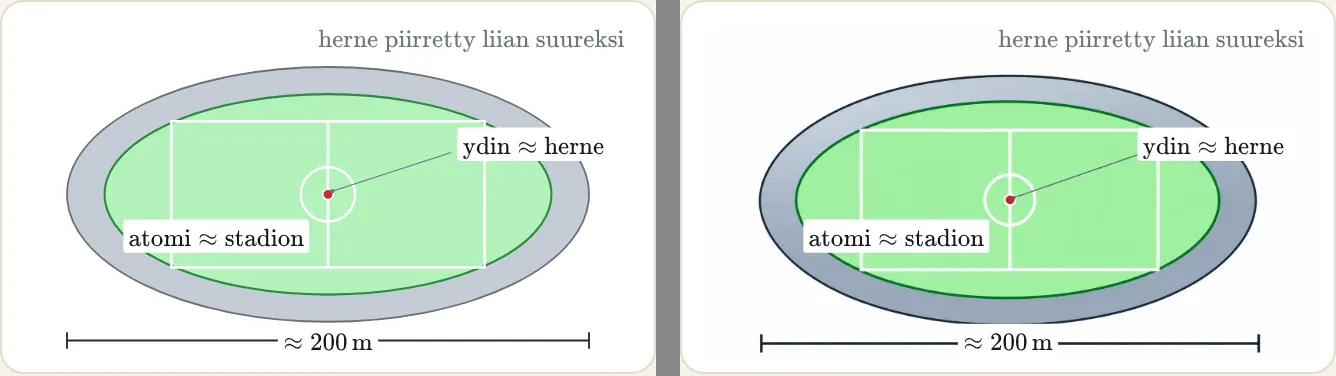 herne piirretty liian suureksi
ydin ≈ herne
atomi ≈ stadion
≈ 200 m
herne piirretty liian suureksi
ydin ≈ herne
atomi ≈ stadion
≈ 200 m